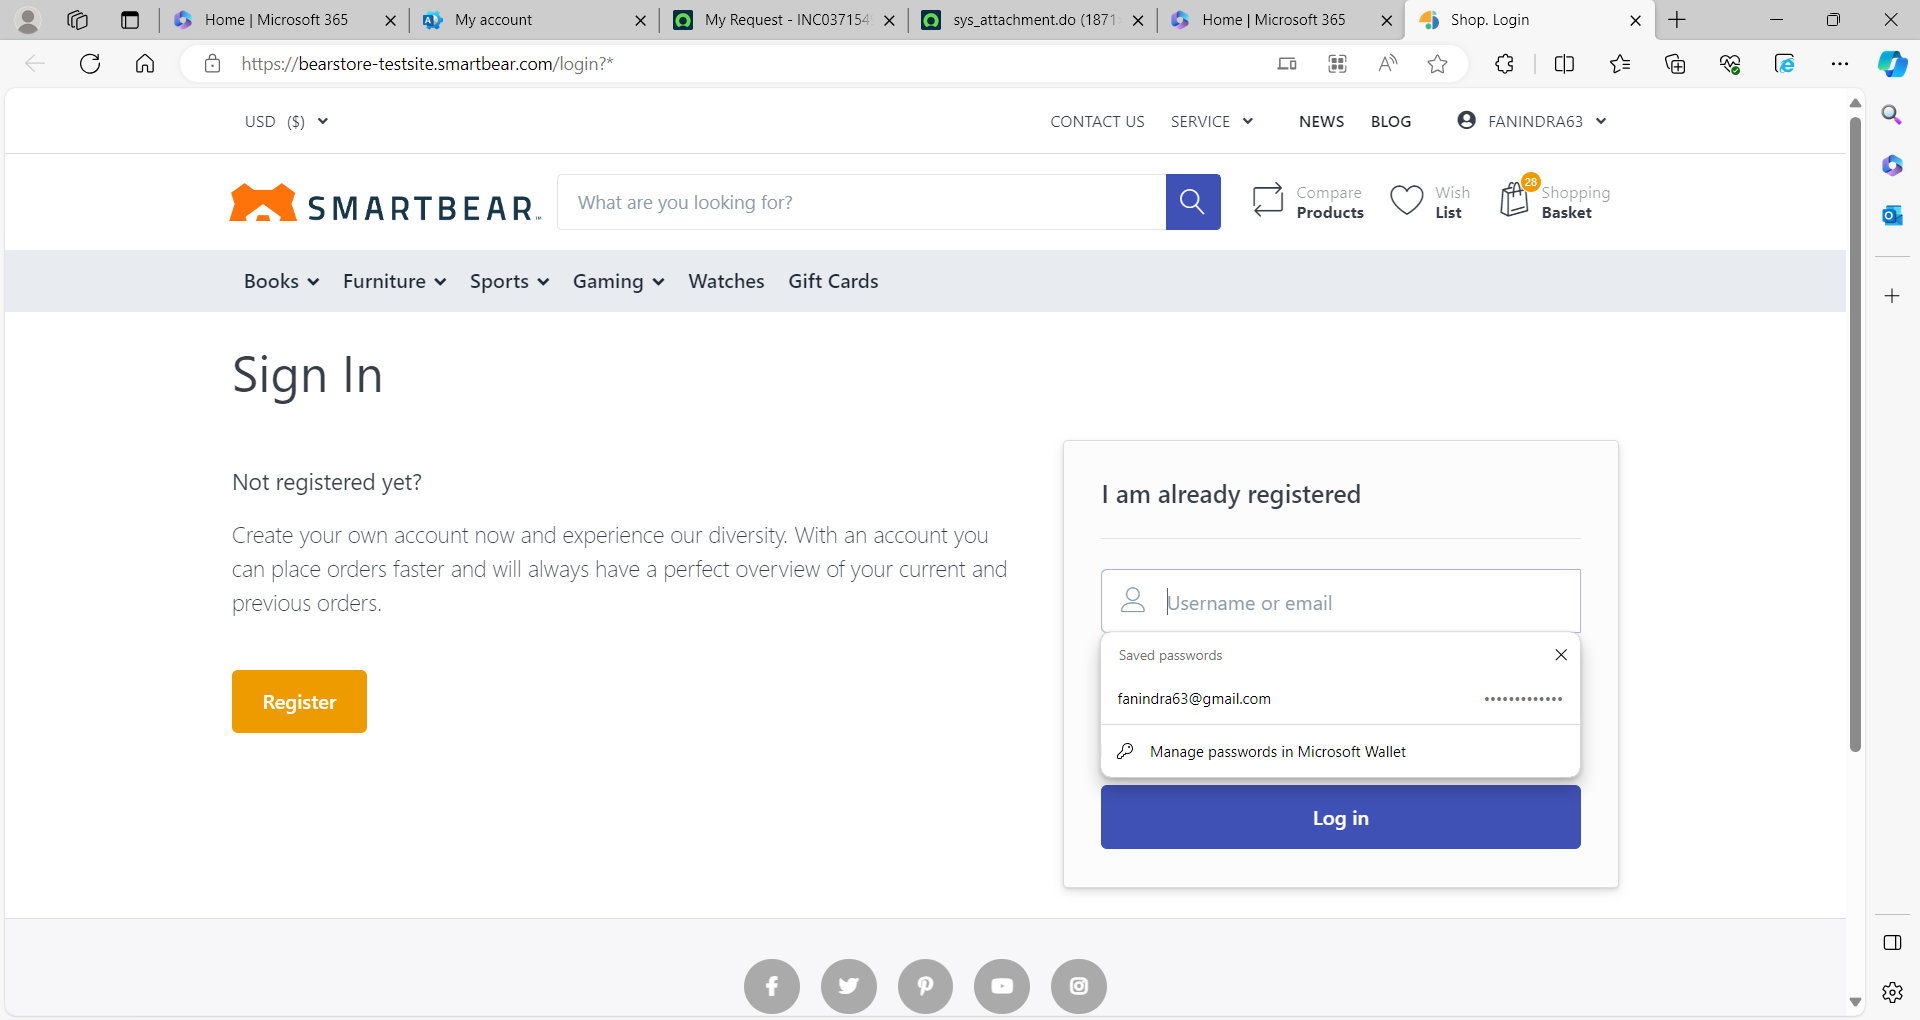 Home | Microsoft 365
My account
My Request - INC037154
sys_attachment.do (1871
Home | Microsoft 365
Shop. Login
https://bearstore-testsite.smartbear.com/login?*
USD ($)
CONTACT US
SERVICE
NEWS
BLOG
FANINDRA63
SMARTBEAR
What are you looking for?
Compare
Products
Wish
List
28
Shopping
Basket
Books
Furniture
Sports
Gaming
Watches
Gift Cards
Sign In
Not registered yet?
Create your own account now and experience our diversity. With an account you
can place orders faster and will always have a perfect overview of your current and
previous orders.
Register
I am already registered
Username or email
Saved passwords
fanindra63@gmail.com
•••••••••••••
Manage passwords in Microsoft Wallet
Log in